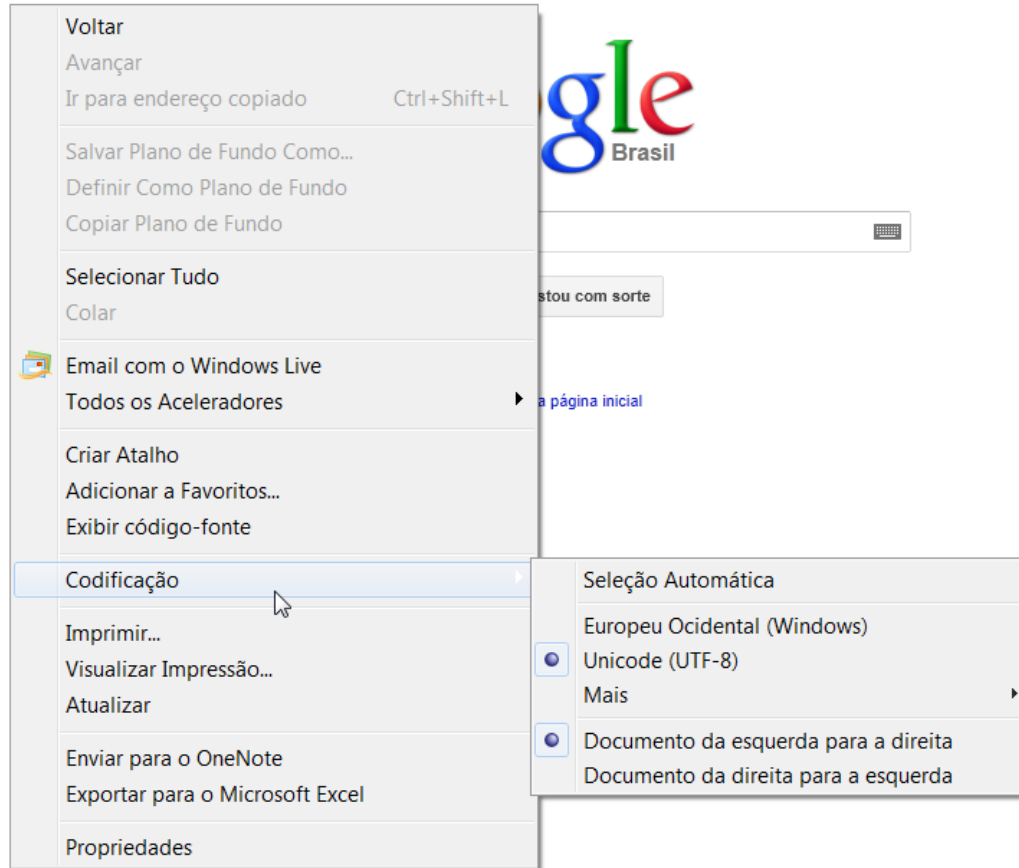 Voltar
Avançar
Ir para endereço copiado Ctrl+Shift+L
Salvar Plano de Fundo Como...
Definir Como Plano de Fundo
Copiar Plano de Fundo
Selecionar Tudo
Colar
Email com o Windows Live
Todos os Aceleradores
Criar Atalho
Adicionar a Favoritos...
Exibir código-fonte
Codificação
Imprimir...
Visualizar Impressão...
Atualizar
Enviar para o OneNote
Exportar para o Microsoft Excel
Propriedades
Seleção Automática
Europeu Ocidental (Windows)
Unicode (UTF-8)
Mais
Documento da esquerda para a direita
Documento da direita para a esquerda
ogle
Brasil
stou com sorte
a página inicial